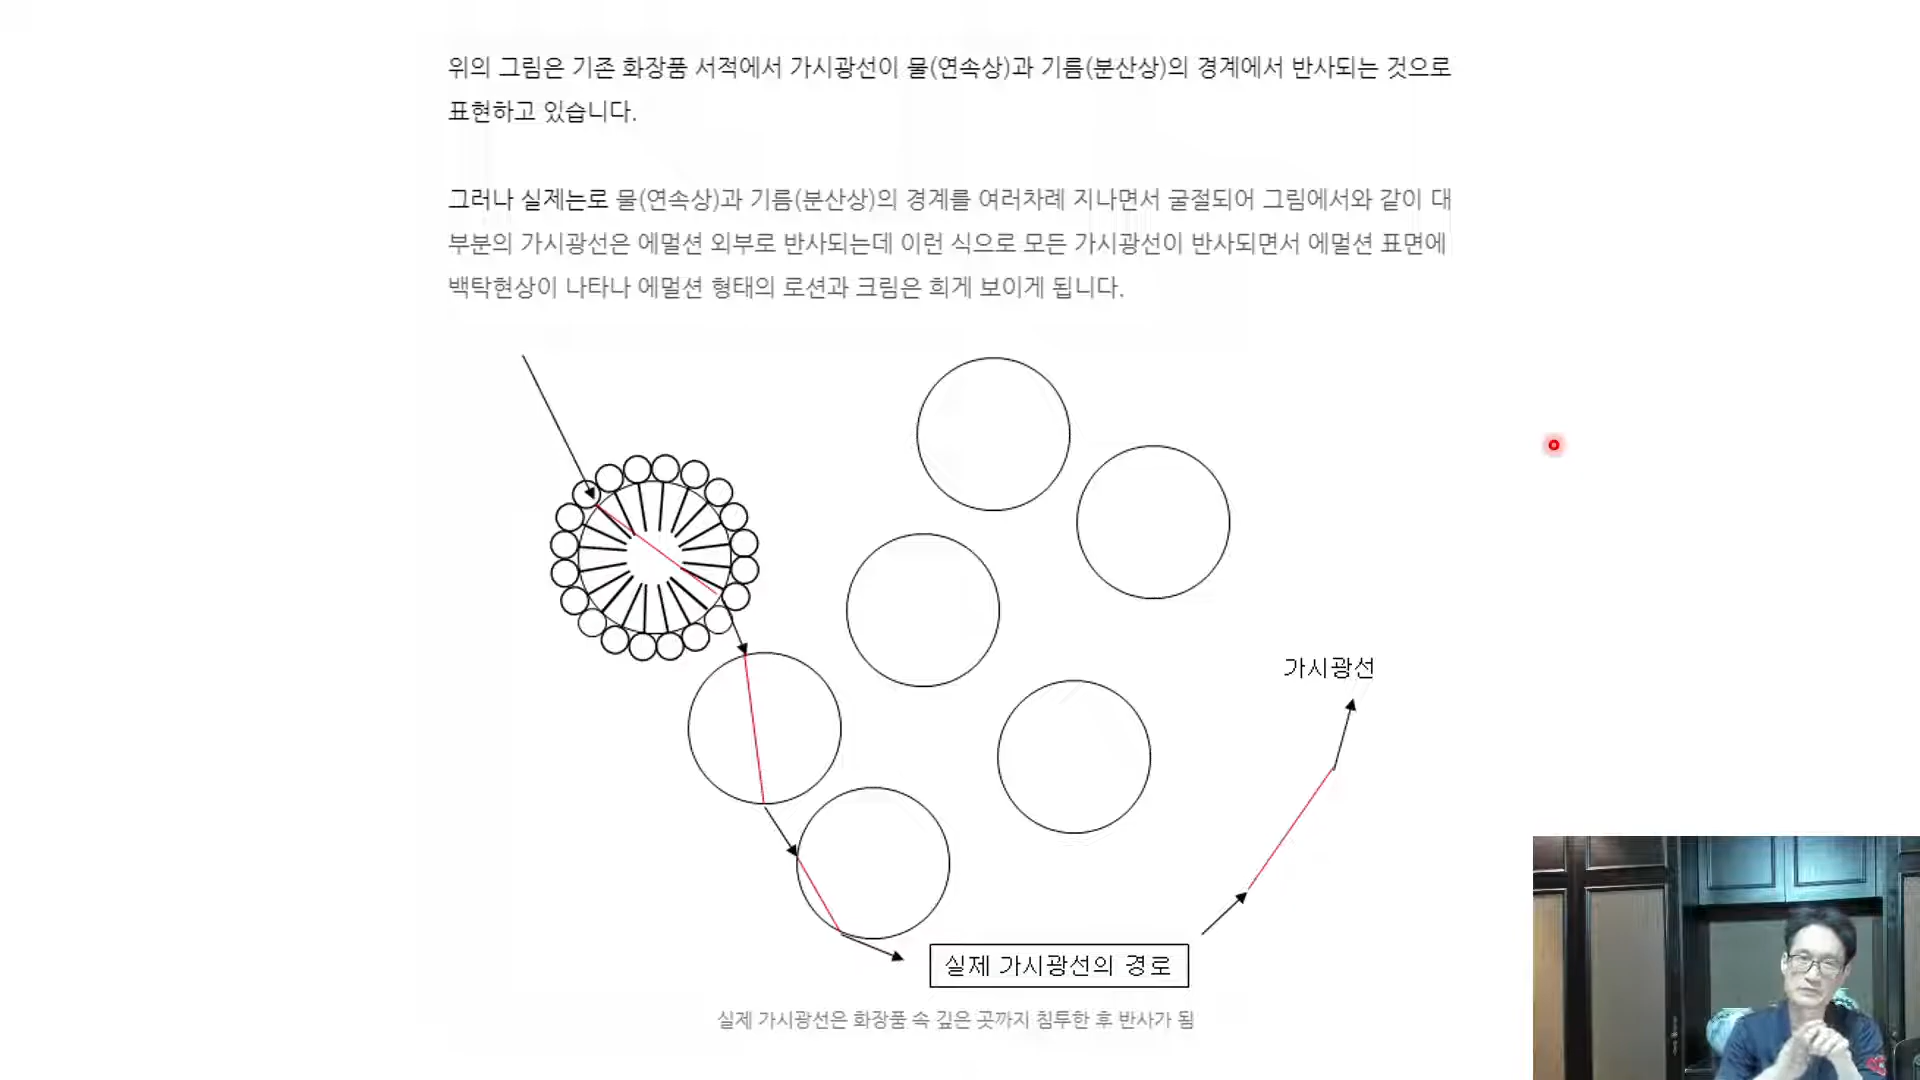 위의 그림은 기존 화장품 서적에서 가시광선이 물(연속상)과 기름(분산상)의 경계에서 반사되는 것으로
표현하고 있습니다.
그러나 실제는로 물(연속상)과 기름(분산상)의 경계를 여러차례 지나면서 굴절되어 그림에서와 같이 대
부분의 가시광선은 에멀션 외부로 반사되는데 이런 식으로 모든 가시광선이 반사되면서 에멀션 표면에
백탁현상이 나타나 에멀션 형태의 로션과 크림은 희게 보이게 됩니다.
가시광선
실제 가시광선의 경로
실제 가시광선은 화장품 속 깊은 곳까지 침투한 후 반사가 됨